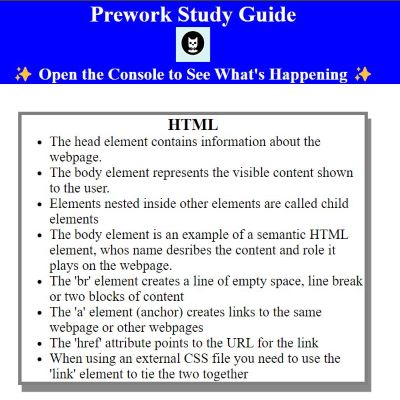 Prework Study Guide
✨ Open the Console to See What's Happening ✨
HTML
• The head element contains information about the
webpage.
• The body element represents the visible content shown
to the user.
• Elements nested inside other elements are called child
elements
• The body element is an example of a semantic HTML
element, whos name desribes the content and role it
plays on the webpage.
• The 'br' element creates a line of empty space, line break
or two blocks of content
• The 'a' element (anchor) creates links to the same
webpage or other webpages
• The 'href' attribute points to the URL for the link
• When using an external CSS file you need to use the
'link' element to tie the two together